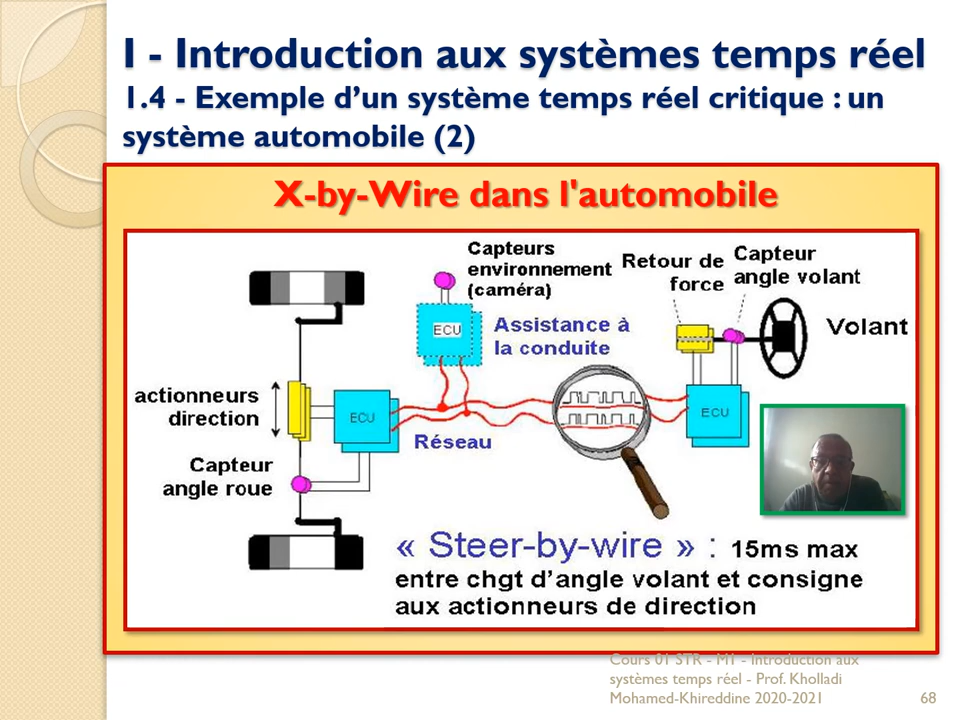 I - Introduction aux systèmes temps réel
1.4 - Exemple d’un système temps réel critique : un
système automobile (2)
X-by-Wire dans l'automobile
Capteurs
environnement
(caméra)
Retour de
force
Capteur
angle volant
ECU
Assistance à
la conduite
Volant
actionneurs
direction
ECU
ECU
Réseau
Capteur
angle roue
« Steer-by-wire » : 15ms max
entre chgt d’angle volant et consigne
aux actionneurs de direction
Cours 01 STR - M1 - Introduction aux
systèmes temps réel - Prof. Kholladi
Mohamed-Khireddine 2020-2021
68